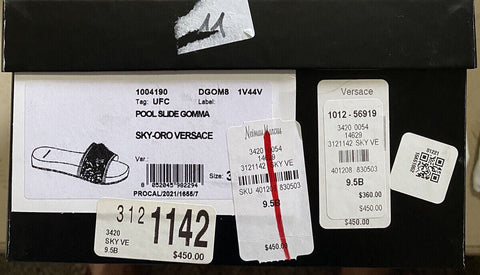 11
1004190 DGOM8 1V44V
Tag: UFC Label:
POOL SLIDE GOMMA
SKY-ORO VERSACE
Var.:
Size: 3
8 052045 902294
PROCAL/2021/1655/7
312 1142
3420
SKY VE
9.5B
$450.00
Neiman Marcus
3420 0054
14629
3121142 SKY VE
SKU 401208 830503
9.5B
$450.00
Versace
1012-56919
3420 0054
14629
3121142 SKY VE
401208 830503
9.5B
$360.00
$450.00
$450.00